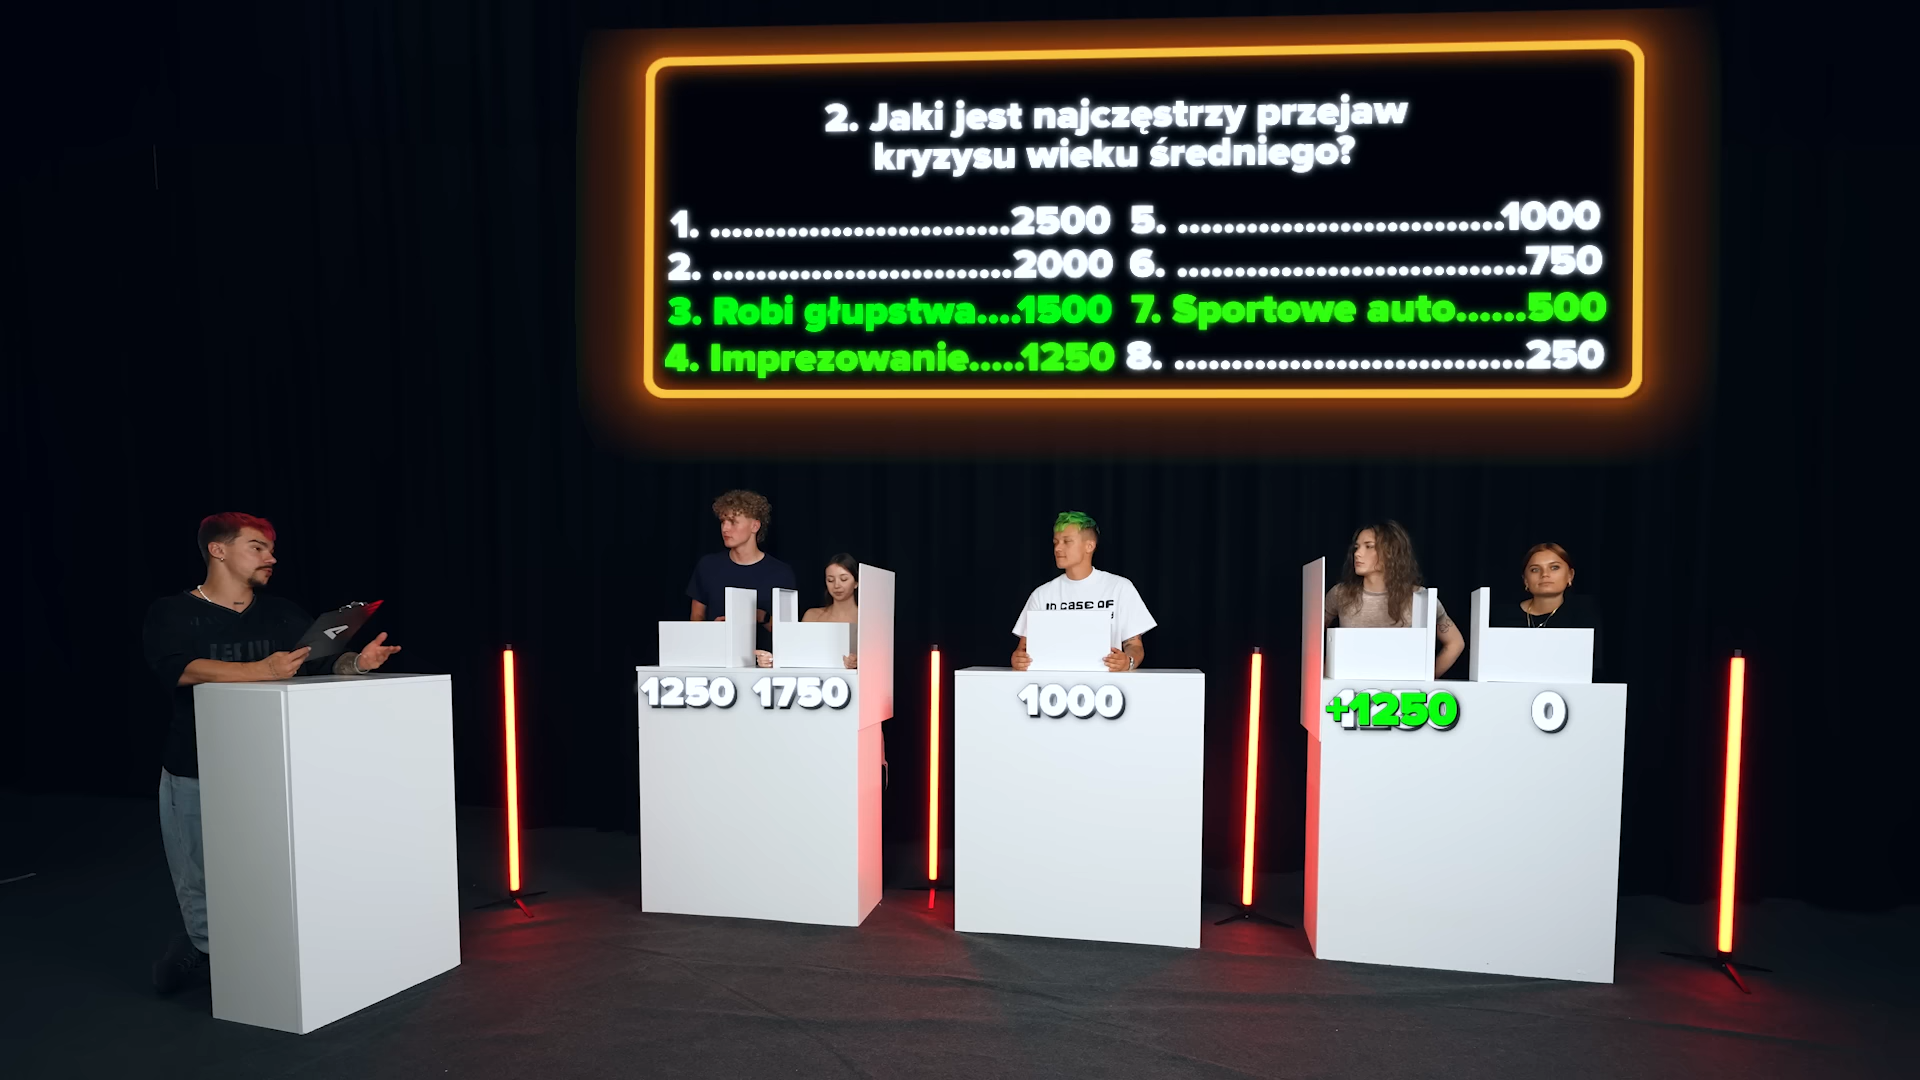 2. Jaki jest najczęstrzy przejaw
kryzysu wieku średniego?
1. ...........................2500
2. ...........................2000
3. Robi głupstwa....1500
4. Imprezowanie.....1250
5. .............................1000
6. ...............................750
7. Sportowe auto......500
8. ...............................250
In case of
1250 1750
1000
+1250
0